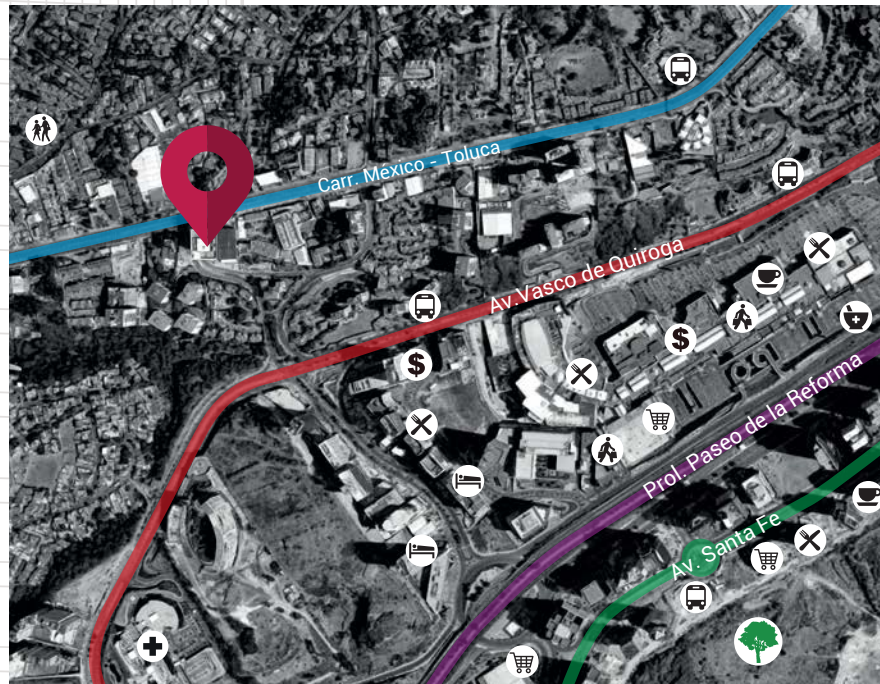 Carr. México - Toluca
Av.Vasco de Quiroga
$
$
Prol. Paseo de la Reforma
Av. Santa Fe